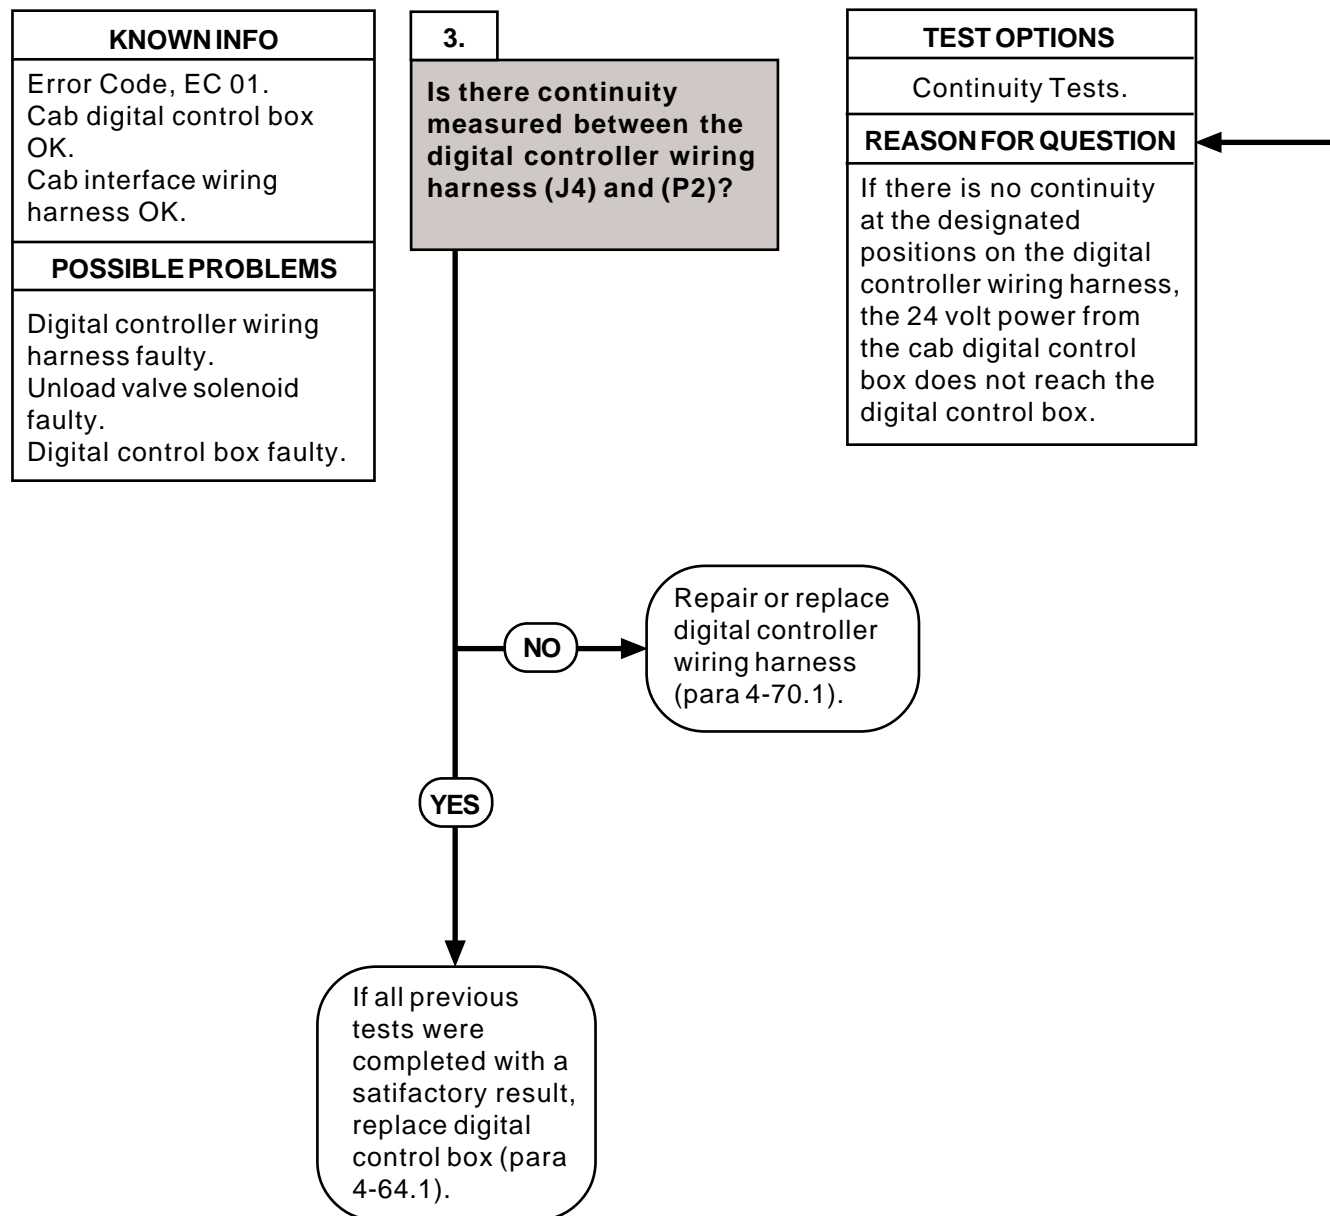 KNOWN INFO
Error Code, EC 01.
Cab digital control box
OK.
Cab interface wiring
harness OK.
POSSIBLE PROBLEMS
Digital controller wiring
harness faulty.
Unload valve solenoid
faulty.
Digital control box faulty.
3.
Is there continuity
measured between the
digital controller wiring
harness (J4) and (P2)?
TEST OPTIONS
Continuity Tests.
REASON FOR QUESTION
If there is no continuity
at the designated
positions on the digital
controller wiring harness,
the 24 volt power from
the cab digital control
box does not reach the
digital control box.
NO
Repair or replace
digital controller
wiring harness
(para 4-70.1).
YES
If all previous
tests were
completed with a
satifactory result,
replace digital
control box (para
4-64.1).